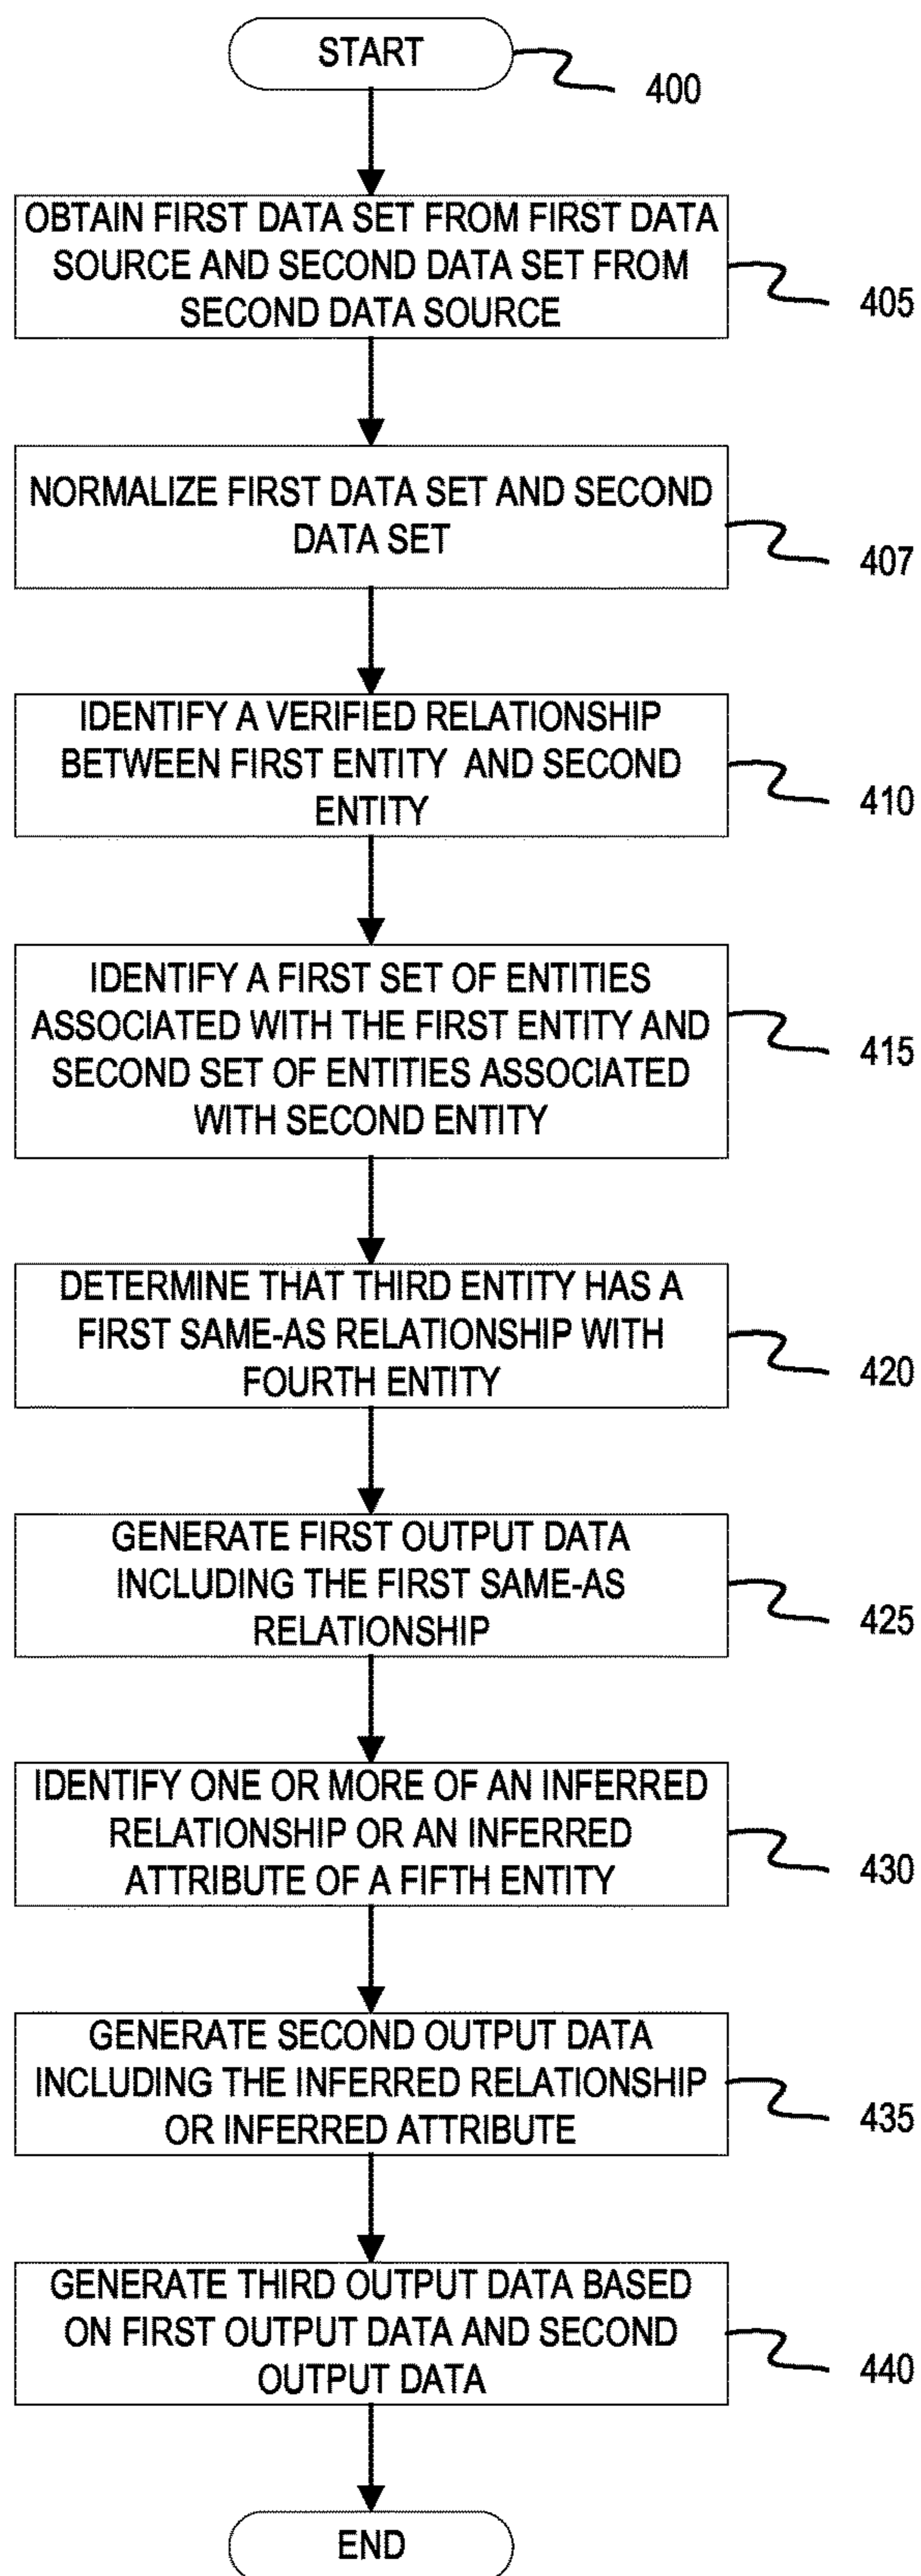 START
400
OBTAIN FIRST DATA SET FROM FIRST DATA
SOURCE AND SECOND DATA SET FROM
SECOND DATA SOURCE
405
NORMALIZE FIRST DATA SET AND SECOND
DATA SET
407
IDENTIFY A VERIFIED RELATIONSHIP
BETWEEN FIRST ENTITY AND SECOND
ENTITY
410
IDENTIFY A FIRST SET OF ENTITIES
ASSOCIATED WITH THE FIRST ENTITY AND
SECOND SET OF ENTITIES ASSOCIATED
WITH SECOND ENTITY
415
DETERMINE THAT THIRD ENTITY HAS A
FIRST SAME-AS RELATIONSHIP WITH
FOURTH ENTITY
420
GENERATE FIRST OUTPUT DATA
INCLUDING THE FIRST SAME-AS
RELATIONSHIP
425
IDENTIFY ONE OR MORE OF AN INFERRED
RELATIONSHIP OR AN INFERRED
ATTRIBUTE OF A FIFTH ENTITY
430
GENERATE SECOND OUTPUT DATA
INCLUDING THE INFERRED RELATIONSHIP
OR INFERRED ATTRIBUTE
435
GENERATE THIRD OUTPUT DATA BASED
ON FIRST OUTPUT DATA AND SECOND
OUTPUT DATA
440
END